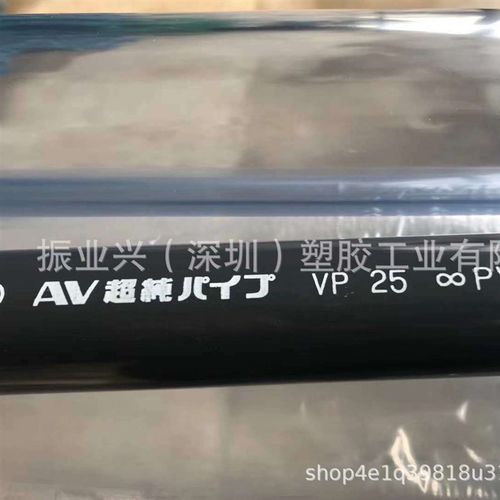 振业兴（深圳）塑胶工业有限
AV超純パイプ VP 25 ∞P
shop4e1q39818u31